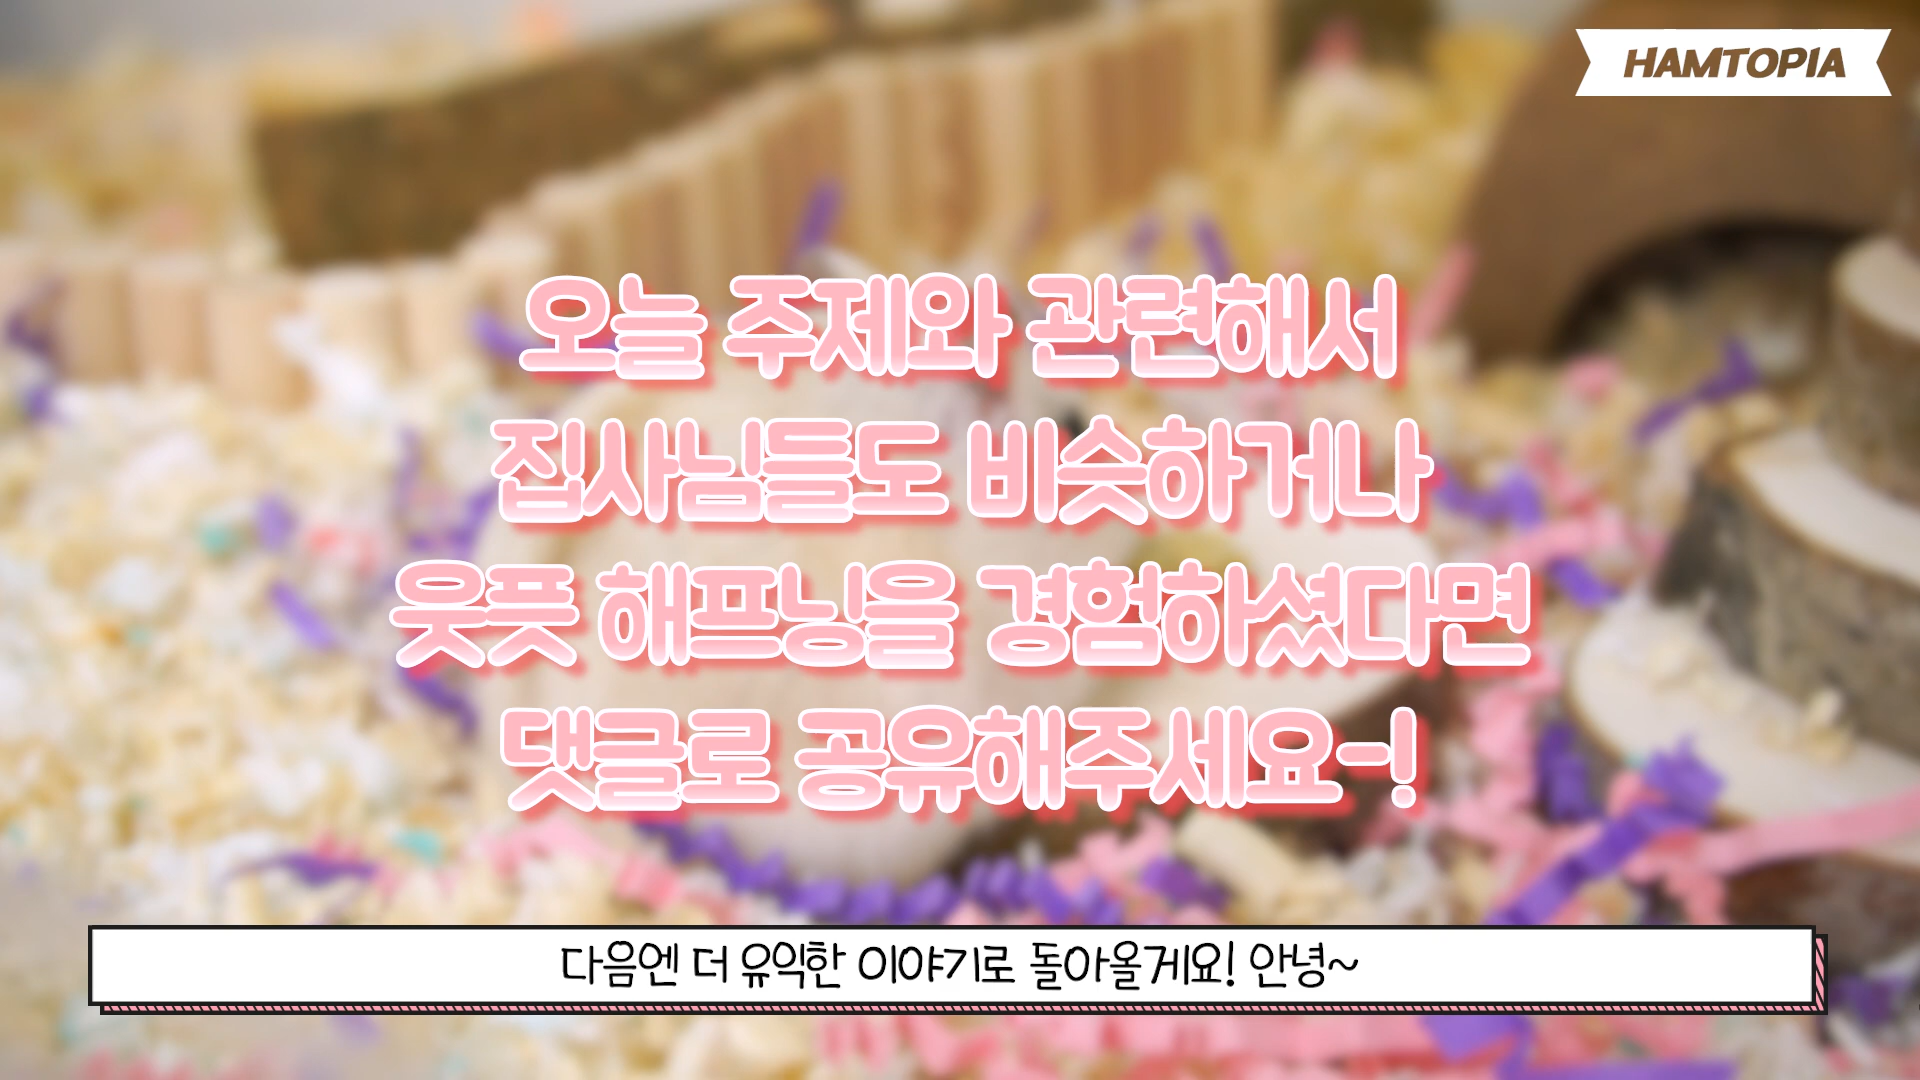 HAMTOPIA
오늘 주제와 관련해서
집사님들도 비슷하거나
웃픗 해프닝을 경험하셨다면
댓글로 공유해주세요-!
다음엔 더 유익한 이야기로 돌아올게요! 안녕~